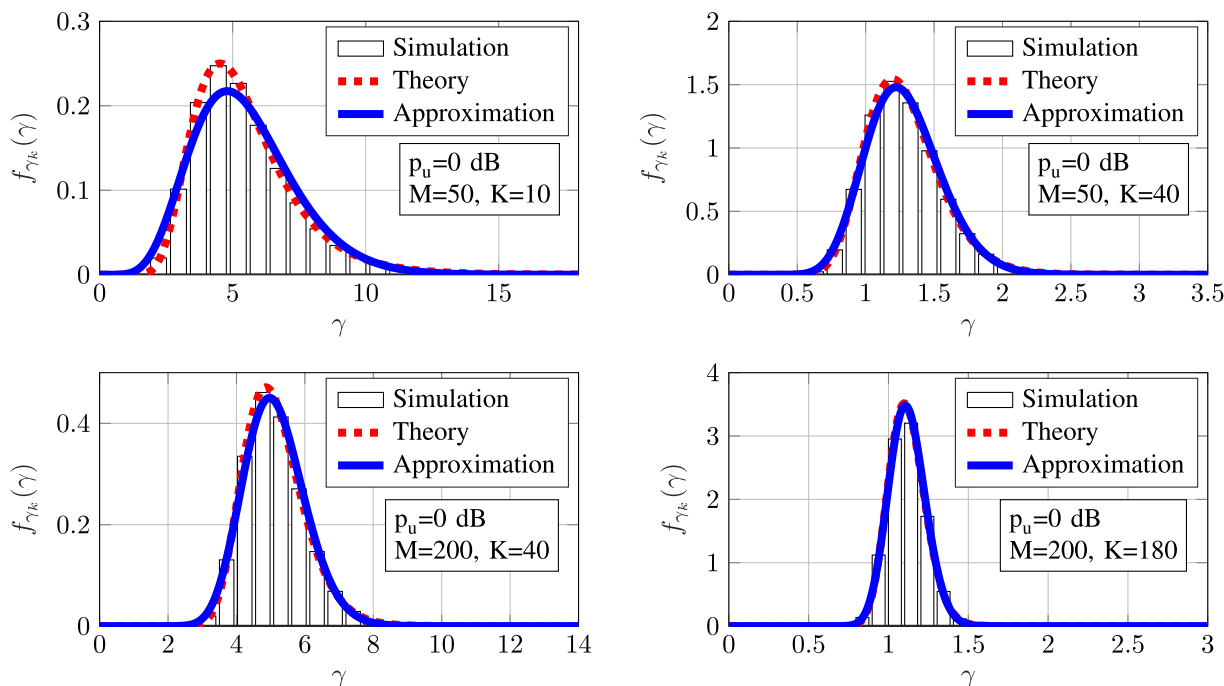 0.3
0.2
0.1
0
f_{γ_k}(γ)
0 5 10 15
γ
Simulation
Theory
Approximation
p_u=0 dB
M=50, K=10
2
1.5
1
0.5
0
f_{γ_k}(γ)
0 0.5 1 1.5 2 2.5 3 3.5
γ
Simulation
Theory
Approximation
p_u=0 dB
M=50, K=40
0.4
0.2
0
f_{γ_k}(γ)
0 2 4 6 8 10 12 14
γ
Simulation
Theory
Approximation
p_u=0 dB
M=200, K=40
4
3
2
1
0
f_{γ_k}(γ)
0 0.5 1 1.5 2 2.5 3
γ
Simulation
Theory
Approximation
p_u=0 dB
M=200, K=180